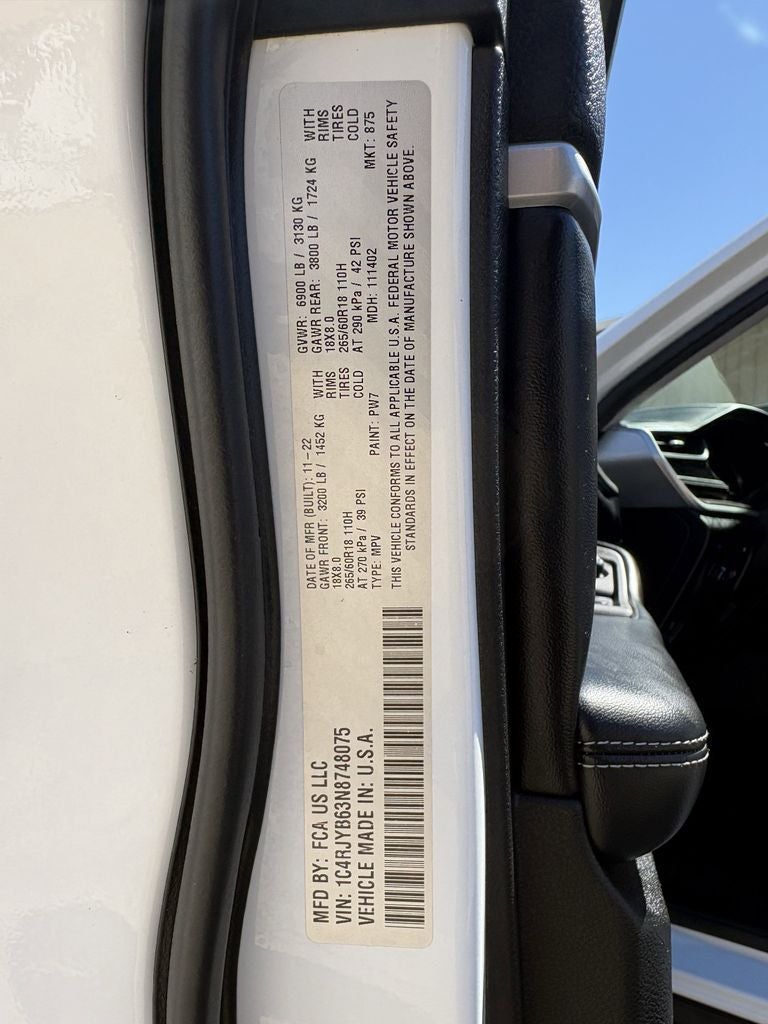 MFD BY: FCA US LLC
VIN: 1C4RJYB63N8748075
VEHICLE MADE IN: U.S.A.
DATE OF MFR (BUILT): 11-22 GVWR: 6900 LB / 3130 KG
GAWR FRONT: 3200 LB / 1452 KG WITH GAWR REAR: 3800 LB / 1724 KG WITH
18X8.0 RIMS 18X8.0 RIMS
265/60R18 110H TIRES 265/60R18 110H TIRES
AT 270 kPa / 39 PSI COLD AT 290 kPa / 42 PSI COLD
TYPE: MPV PAINT: PW7 MDH: 111402 MKT: 875
THIS VEHICLE CONFORMS TO ALL APPLICABLE U.S.A. FEDERAL MOTOR VEHICLE SAFETY
STANDARDS IN EFFECT ON THE DATE OF MANUFACTURE SHOWN ABOVE.